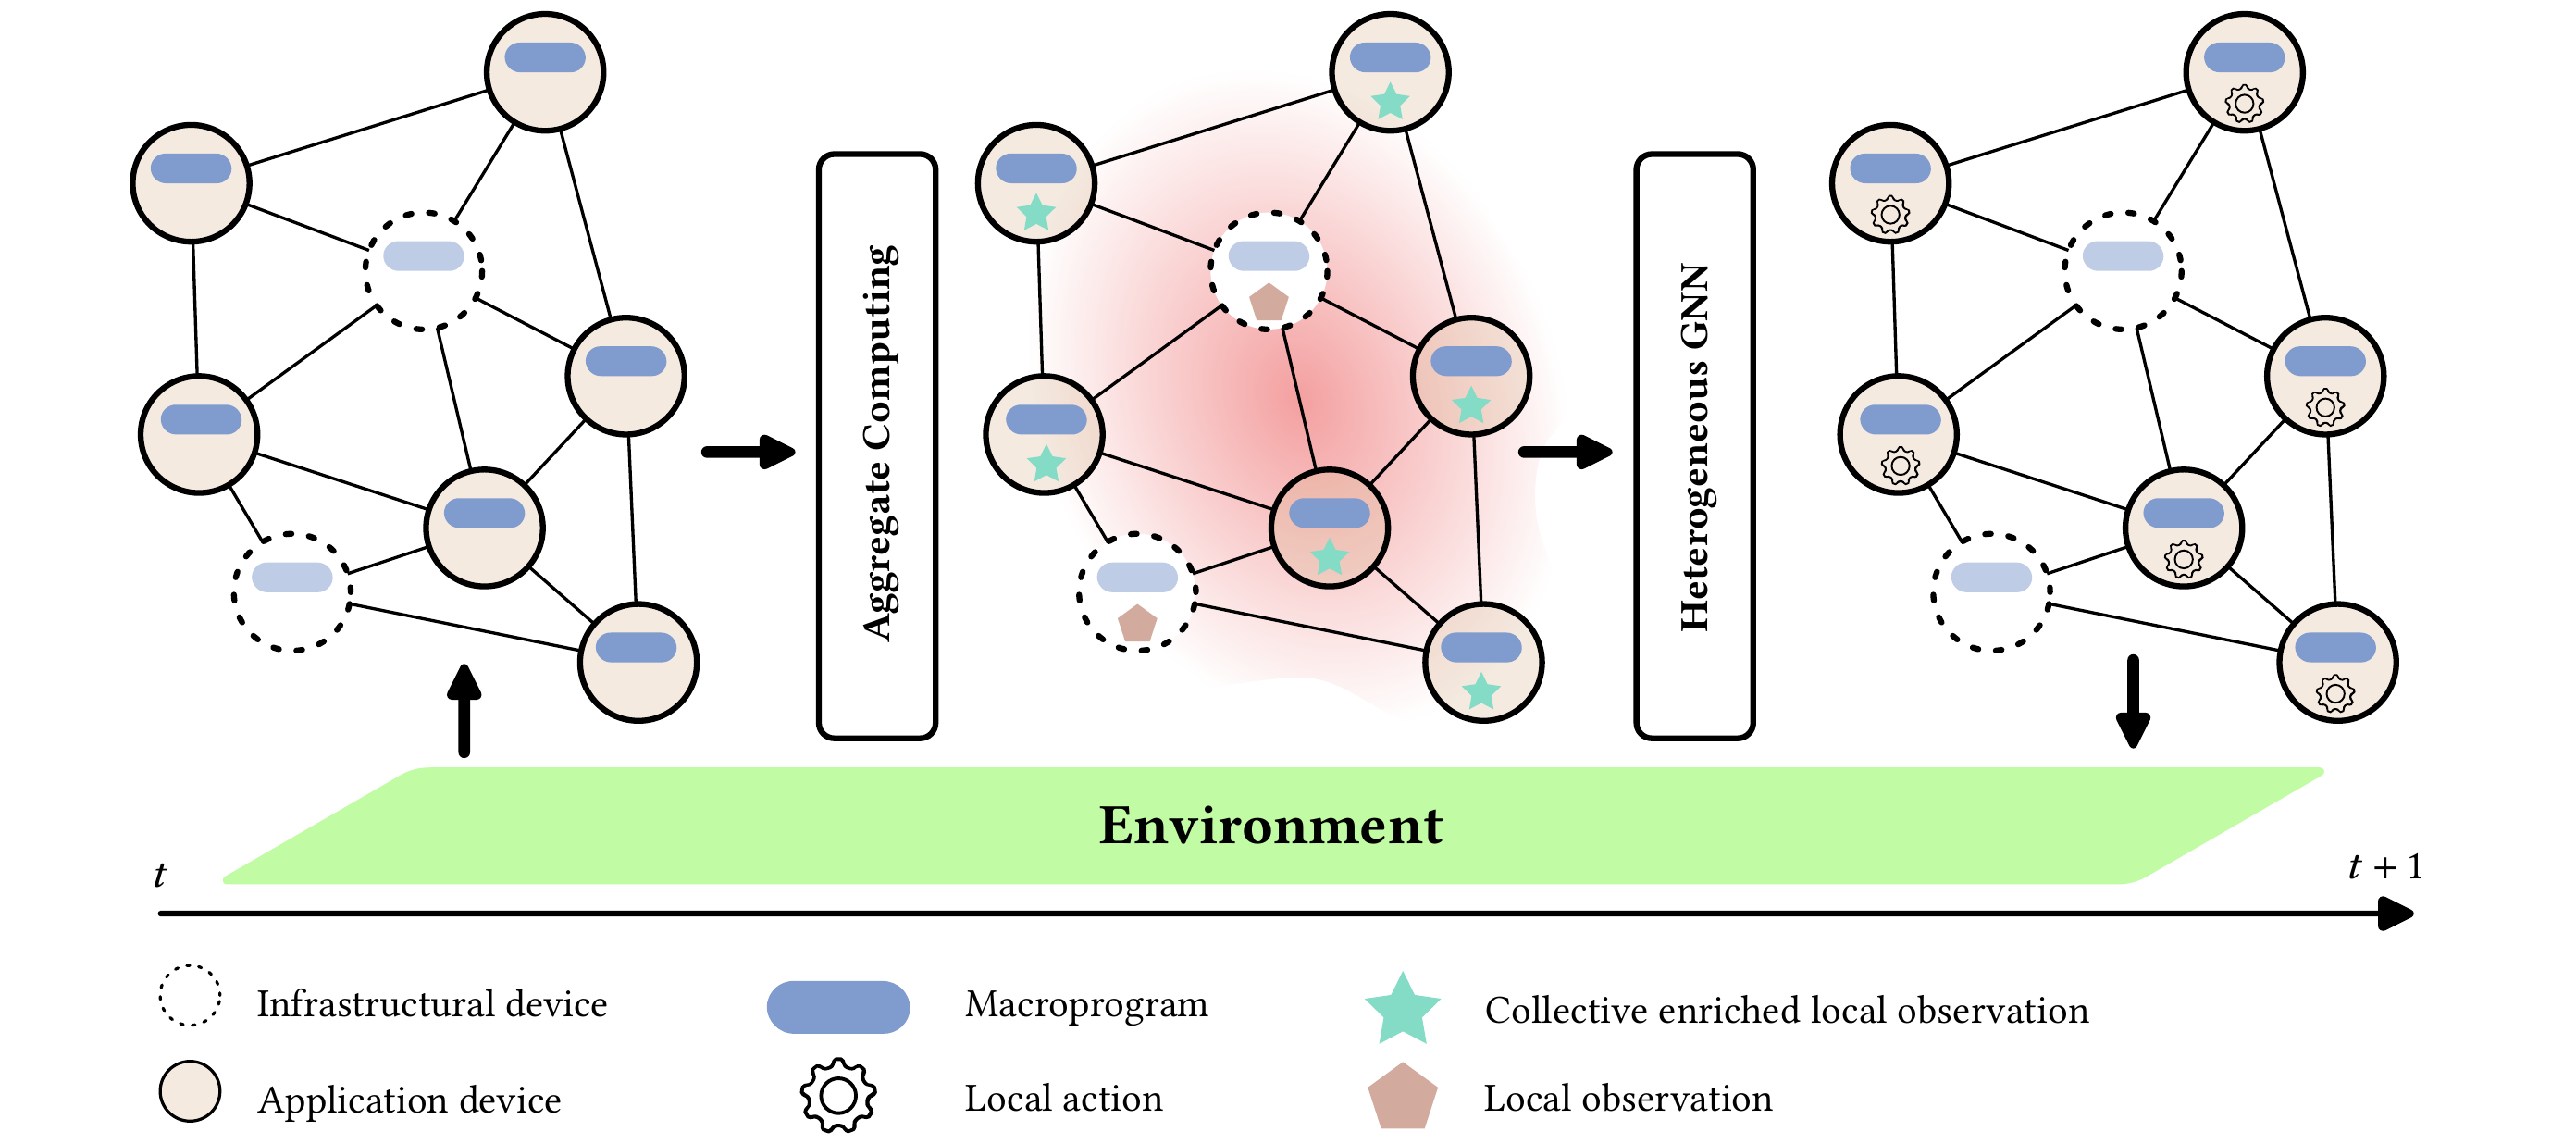 Aggregate Computing
Heterogeneous GNN
Environment
t
t + 1
Infrastructural device
Macroprogram
Collective enriched local observation
Application device
Local action
Local observation